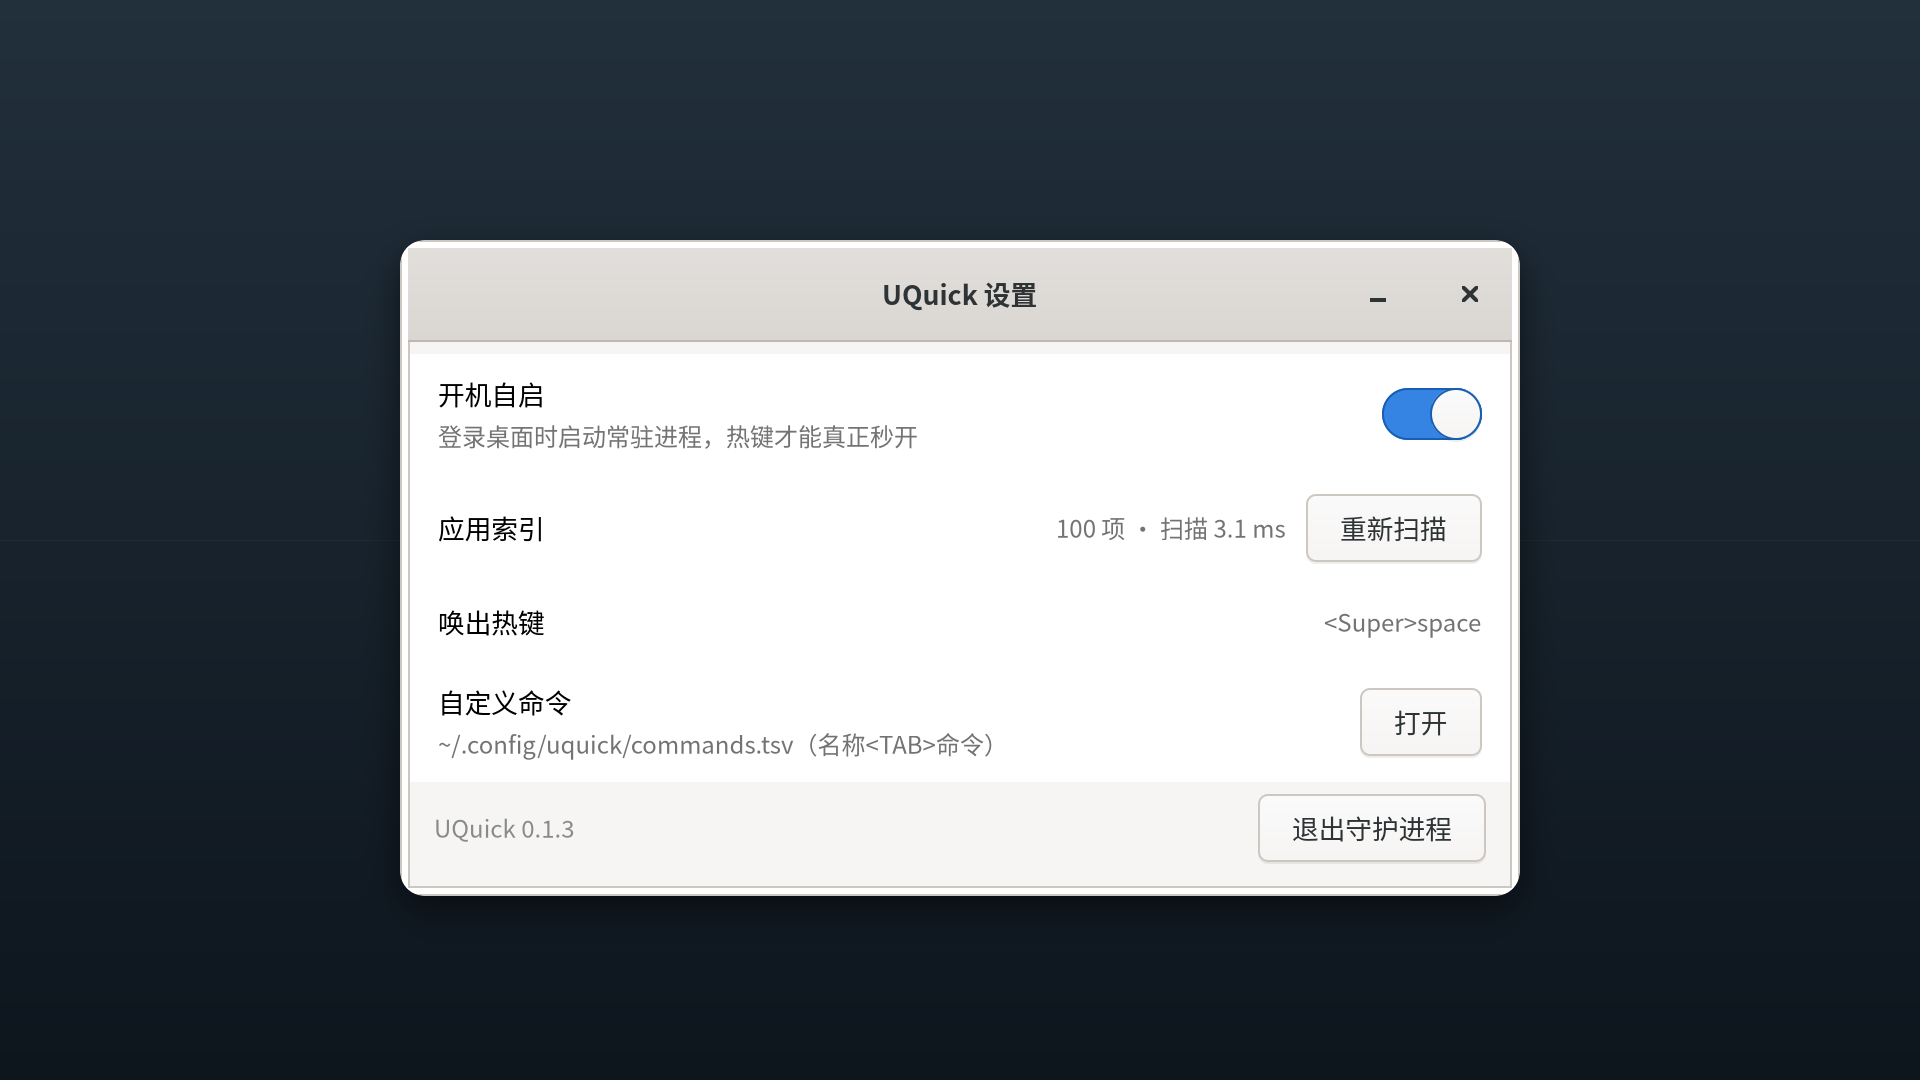 UQuick 设置
开机自启
登录桌面时启动常驻进程，热键才能真正秒开
应用索引
100 项 · 扫描 3.1 ms
重新扫描
唤出热键
<Super>space
自定义命令
~/.config/uquick/commands.tsv（名称<TAB>命令）
打开
UQuick 0.1.3
退出守护进程